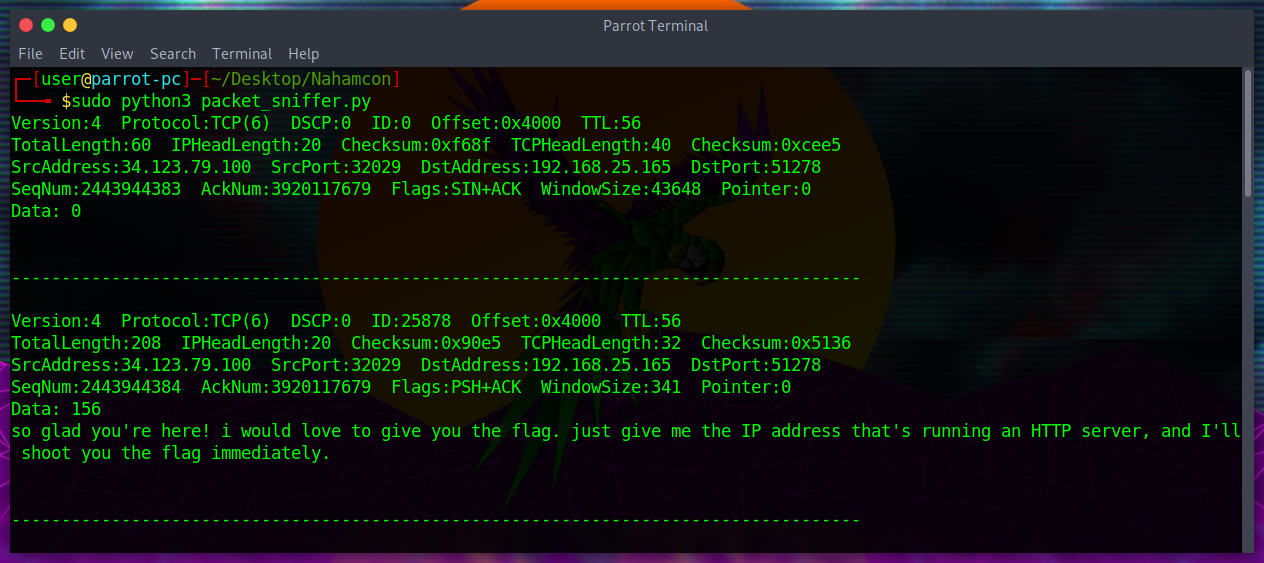 Parrot Terminal
File Edit View Search Terminal Help
[user@parrot-pc]─[~/Desktop/Nahamcon]
$sudo python3 packet_sniffer.py
Version:4 Protocol:TCP(6) DSCP:0 ID:0 Offset:0x4000 TTL:56
TotalLength:60 IPHeadLength:20 Checksum:0xf68f TCPHeadLength:40 Checksum:0xcee5
SrcAddress:34.123.79.100 SrcPort:32029 DstAddress:192.168.25.165 DstPort:51278
SeqNum:2443944383 AckNum:3920117679 Flags:SIN+ACK WindowSize:43648 Pointer:0
Data: 0
-------------------------------------------------------------------------------------
Version:4 Protocol:TCP(6) DSCP:0 ID:25878 Offset:0x4000 TTL:56
TotalLength:208 IPHeadLength:20 Checksum:0x90e5 TCPHeadLength:32 Checksum:0x5136
SrcAddress:34.123.79.100 SrcPort:32029 DstAddress:192.168.25.165 DstPort:51278
SeqNum:2443944384 AckNum:3920117679 Flags:PSH+ACK WindowSize:341 Pointer:0
Data: 156
so glad you're here! i would love to give you the flag. just give me the IP address that's running an HTTP server, and I'll
shoot you the flag immediately.
-------------------------------------------------------------------------------------